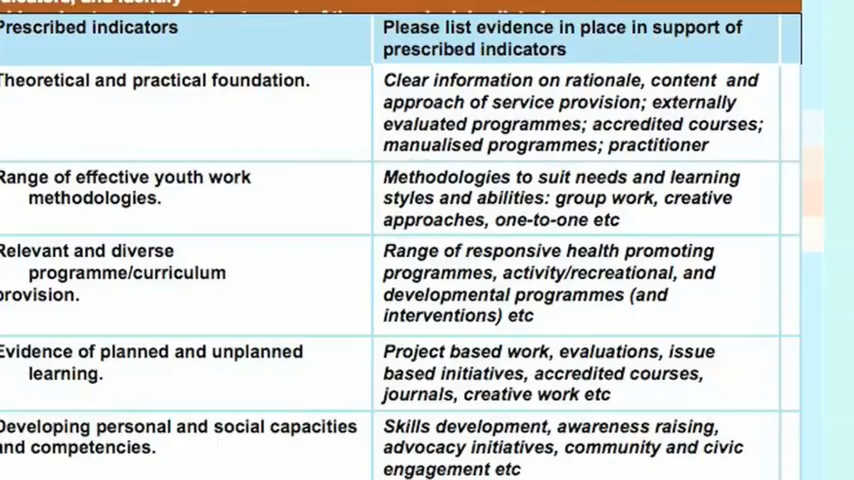 Prescribed indicators
Please list evidence in place in support of
prescribed indicators
Theoretical and practical foundation.
Clear information on rationale, content and
approach of service provision; externally
evaluated programmes; accredited courses;
manualised programmes; practitioner
Range of effective youth work
methodologies.
Methodologies to suit needs and learning
styles and abilities: group work, creative
approaches, one-to-one etc
Relevant and diverse
programme/curriculum
provision.
Range of responsive health promoting
programmes, activity/recreational, and
developmental programmes (and
interventions) etc
Evidence of planned and unplanned
learning.
Project based work, evaluations, issue
based initiatives, accredited courses,
journals, creative work etc
Developing personal and social capacities
and competencies.
Skills development, awareness raising,
advocacy initiatives, community and civic
engagement etc